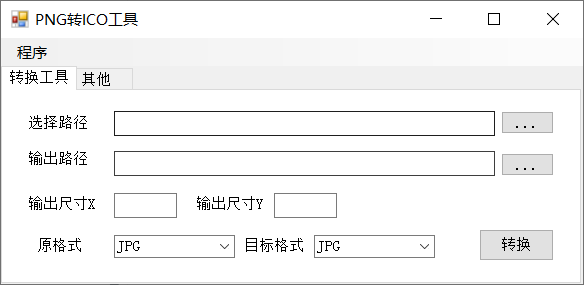 PNG转ICO工具
程序
转换工具 其他
选择路径 ...
输出路径 ...
输出尺寸X 输出尺寸Y
原格式 JPG 目标格式 JPG 转换